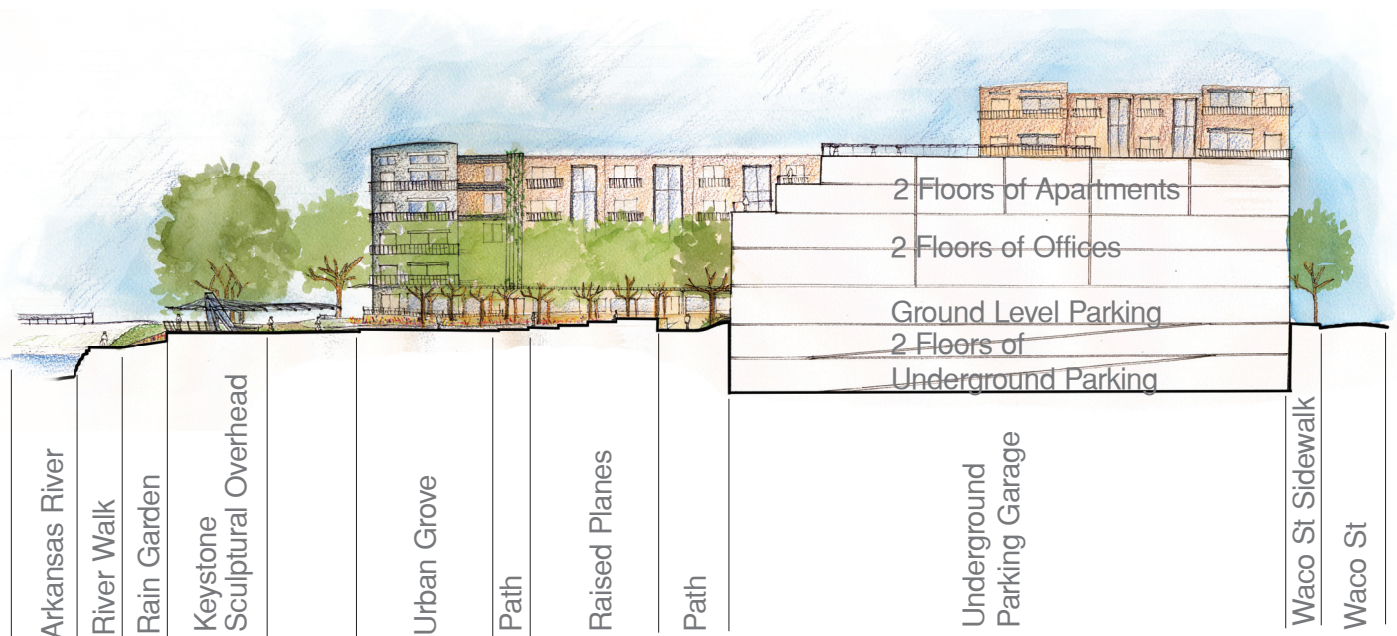 2 Floors of Apartments
2 Floors of Offices
Ground Level Parking
2 Floors of
Underground Parking
Arkansas River
River Walk
Rain Garden
Keystone
Sculptural Overhead
Urban Grove
Path
Raised Planes
Path
Underground
Parking Garage
Waco St Sidewalk
Waco St